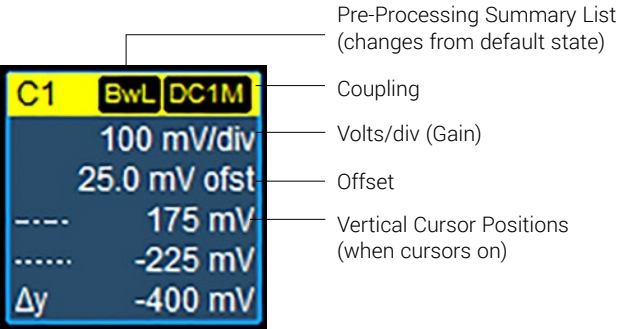 Pre-Processing Summary List
(changes from default state)
C1 BwL DC1M
Coupling
100 mV/div
Volts/div (Gain)
25.0 mV ofst
Offset
175 mV
Vertical Cursor Positions
(when cursors on)
-225 mV
Δy -400 mV